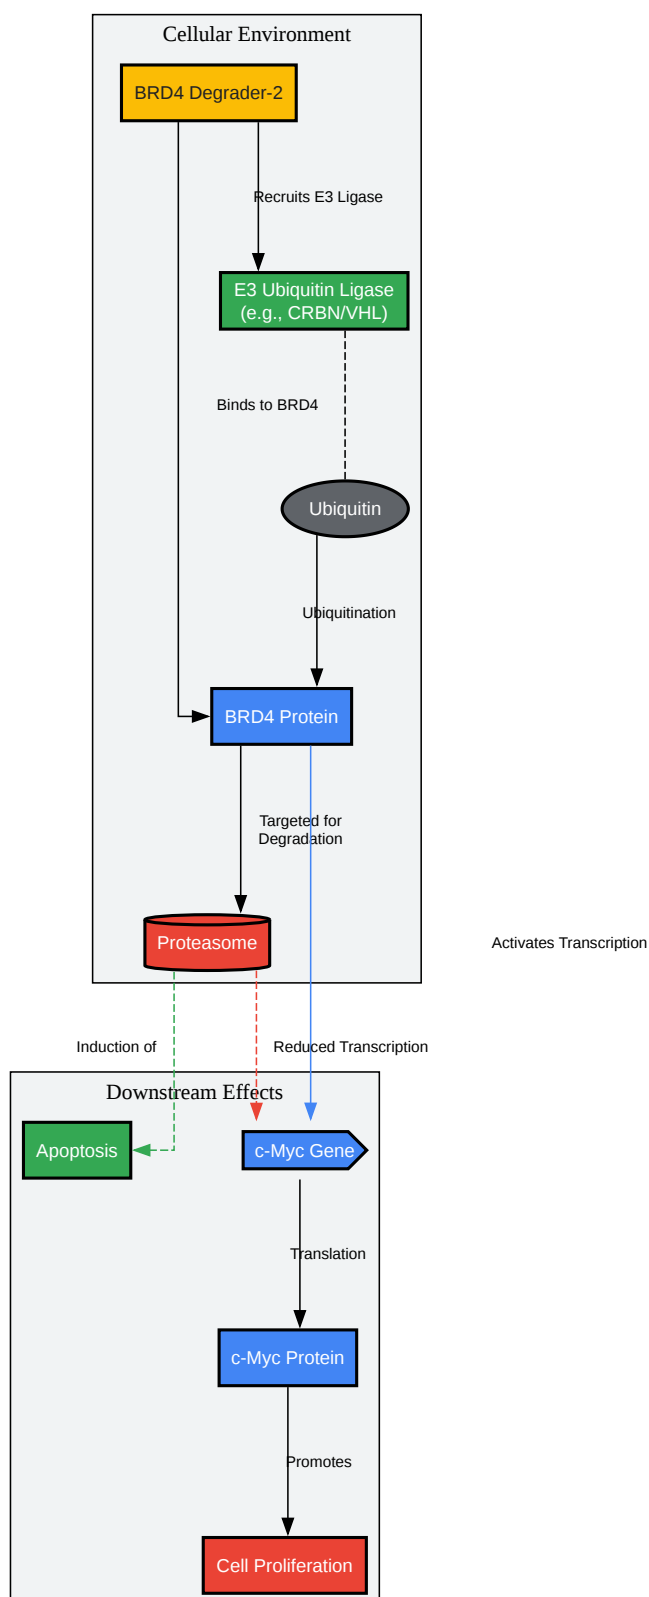 Cellular Environment
BRD4 Degrader-2
Recruits E3 Ligase
E3 Ubiquitin Ligase
(e.g., CRBN/VHL)
Binds to BRD4
Ubiquitin
Ubiquitination
BRD4 Protein
Targeted for
Degradation
Proteasome
Activates Transcription
Induction of
Reduced Transcription
Downstream Effects
Apoptosis
c-Myc Gene
Translation
c-Myc Protein
Promotes
Cell Proliferation